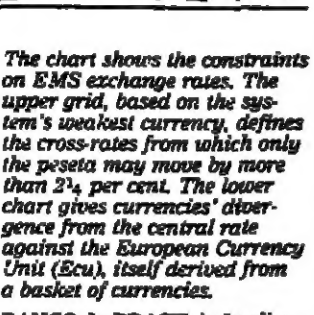 The chart shows the constraints
on EMS exchange rates. The
upper grid, based on the sys-
tem's weakest currency, defines
the cross-rates from which only
the peseta may move by more
than 2¼ per cent. The lower
chart gives currencies' diver-
gence from the central rate
against the European Currency
Unit (Ecu), itself derived from
a basket of currencies.